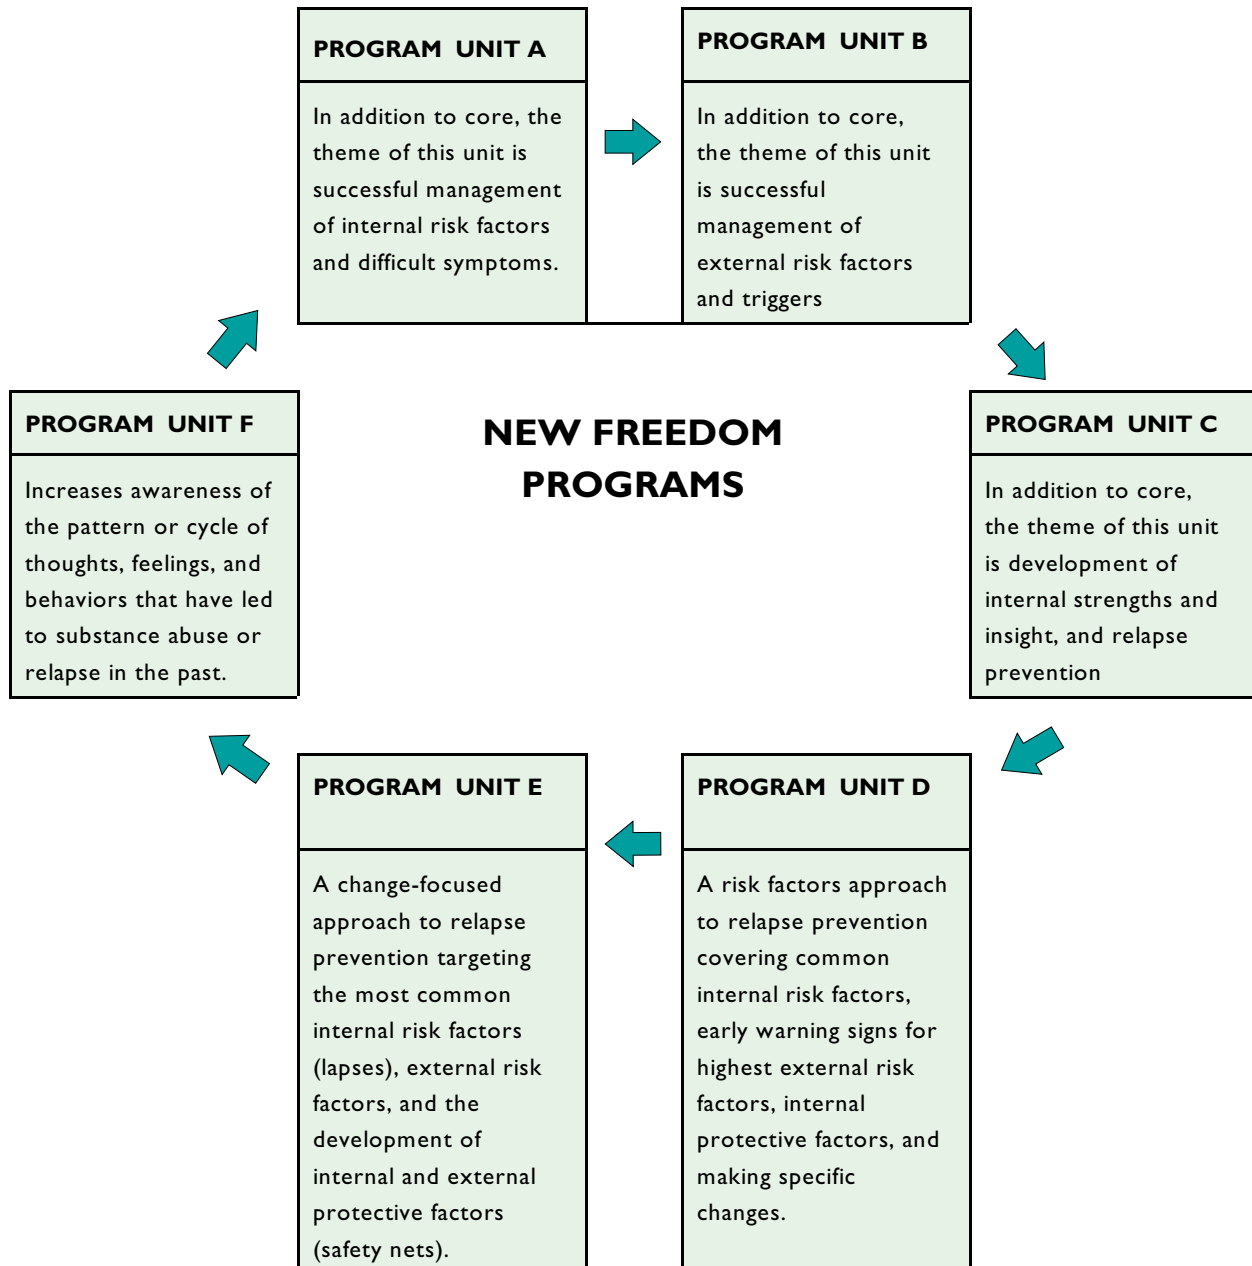 PROGRAM UNIT A
In addition to core, the
theme of this unit is
successful management
of internal risk factors
and difficult symptoms.
PROGRAM UNIT B
In addition to core,
the theme of this unit
is successful
management of
external risk factors
and triggers
PROGRAM UNIT F
Increases awareness of
the pattern or cycle of
thoughts, feelings, and
behaviors that have led
to substance abuse or
relapse in the past.
NEW FREEDOM
PROGRAMS
PROGRAM UNIT C
In addition to core,
the theme of this unit
is development of
internal strengths and
insight, and relapse
prevention
PROGRAM UNIT E
A change-focused
approach to relapse
prevention targeting
the most common
internal risk factors
(lapses), external risk
factors, and the
development of
internal and external
protective factors
(safety nets).
PROGRAM UNIT D
A risk factors approach
to relapse prevention
covering common
internal risk factors,
early warning signs for
highest external risk
factors, internal
protective factors, and
making specific
changes.